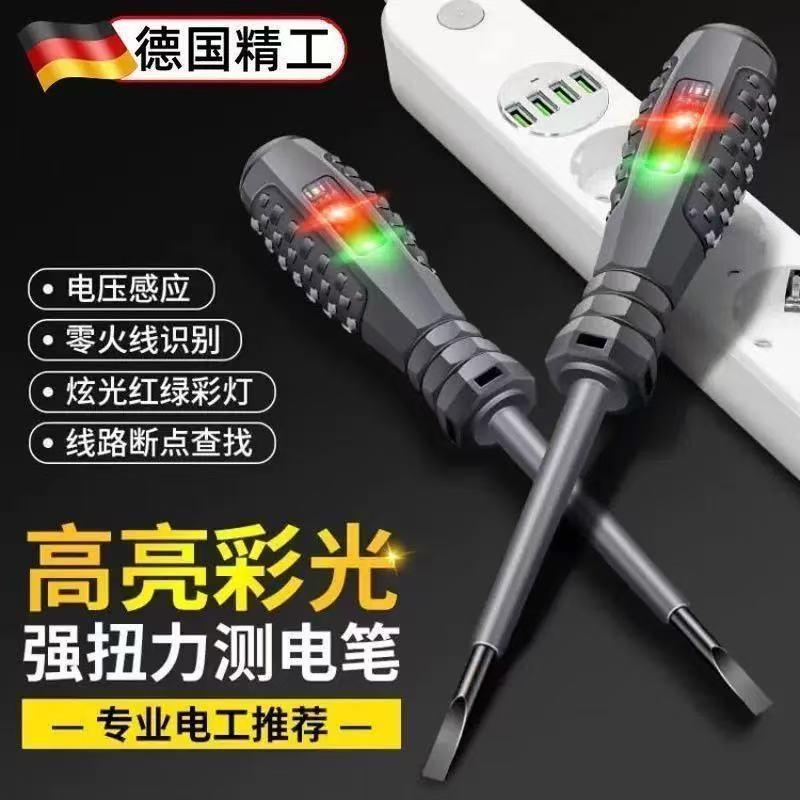 德国精工
• 电压感应
• 零火线识别
• 炫光红绿彩灯
• 线路断点查找
高亮彩光
强扭力测电笔
— 专业电工推荐 —